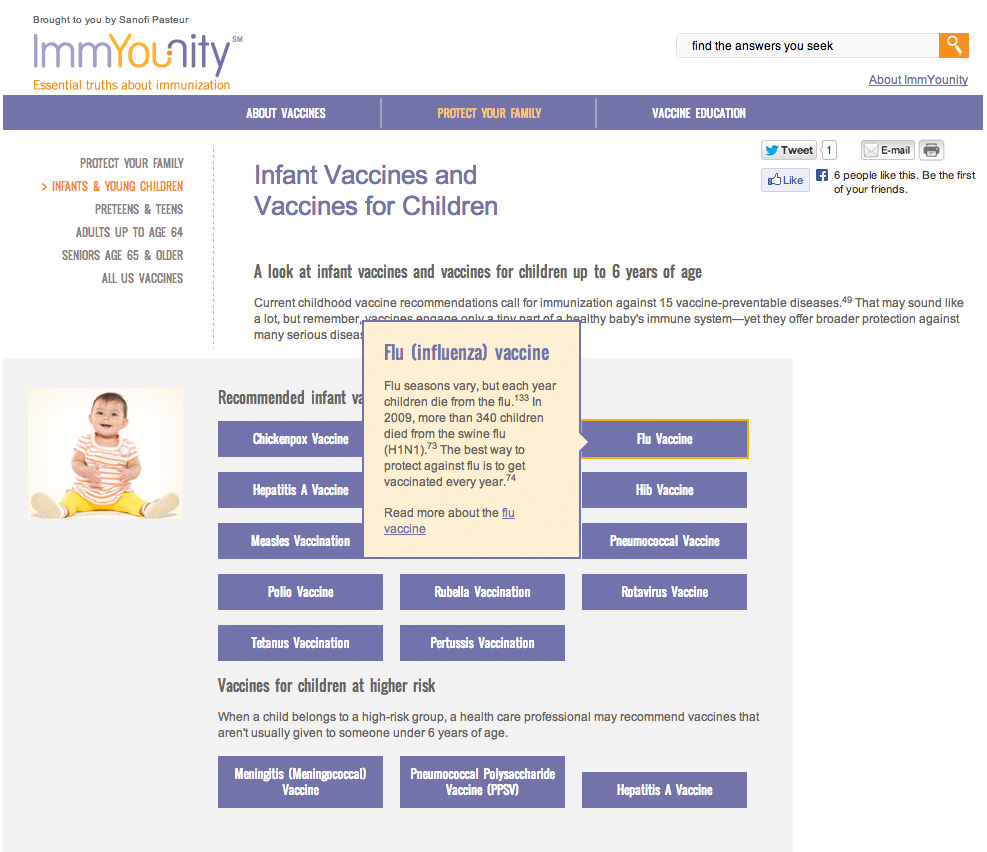 Brought to you by Sanofi Pasteur
ImmYounity SM
Essential truths about immunization
find the answers you seek
About ImmYounity
ABOUT VACCINES
PROTECT YOUR FAMILY
VACCINE EDUCATION
PROTECT YOUR FAMILY
> INFANTS & YOUNG CHILDREN
PRETEENS & TEENS
ADULTS UP TO AGE 64
SENIORS AGE 65 & OLDER
ALL US VACCINES
Tweet 1
E-mail
Like
6 people like this. Be the first
of your friends.
Infant Vaccines and
Vaccines for Children
A look at infant vaccines and vaccines for children up to 6 years of age
Current childhood vaccine recommendations call for immunization against 15 vaccine-preventable diseases.49 That may sound like
a lot, but remember, vaccines engage only a tiny part of a healthy baby's immune system—yet they offer broader protection against
many serious
Flu (influenza) vaccine
Flu seasons vary, but each year
children die from the flu.133 In
2009, more than 340 children
died from the swine flu
(H1N1).73 The best way to
protect against flu is to get
vaccinated every year.74
Read more about the flu
vaccine
Recommended infant
Chickenpox Vaccine
Flu Vaccine
Hepatitis A Vaccine
Hib Vaccine
Measles Vaccination
Pneumococcal Vaccine
Polio Vaccine
Rubella Vaccination
Rotavirus Vaccine
Tetanus Vaccination
Pertussis Vaccination
Vaccines for children at higher risk
When a child belongs to a high-risk group, a health care professional may recommend vaccines that
aren't usually given to someone under 6 years of age.
Meningitis (Meningococcal)
Vaccine
Pneumococcal Polysaccharide
Vaccine (PPSV)
Hepatitis A Vaccine